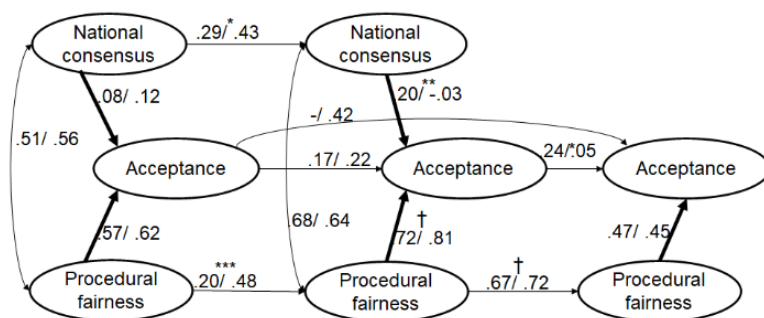 National
consensus
.29/ .43
*
National
consensus
.08/ .12
.20/ -.03
**
-/ .42
.51/ .56
Acceptance
.17/ .22
Acceptance
.24/.05
*
Acceptance
.57/ .62
.68/ .64
†
.72/ .81
.47/ .45
Procedural
fairness
***
.20/ .48
Procedural
fairness
†
.67/ .72
Procedural
fairness